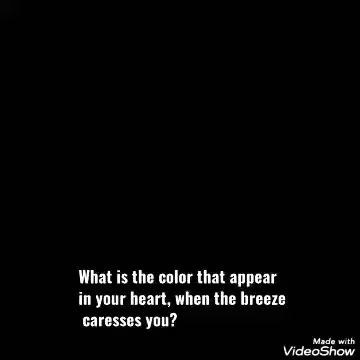 What is the color that appear
in your heart, when the breeze
caresses you?
Made with
VideoShow